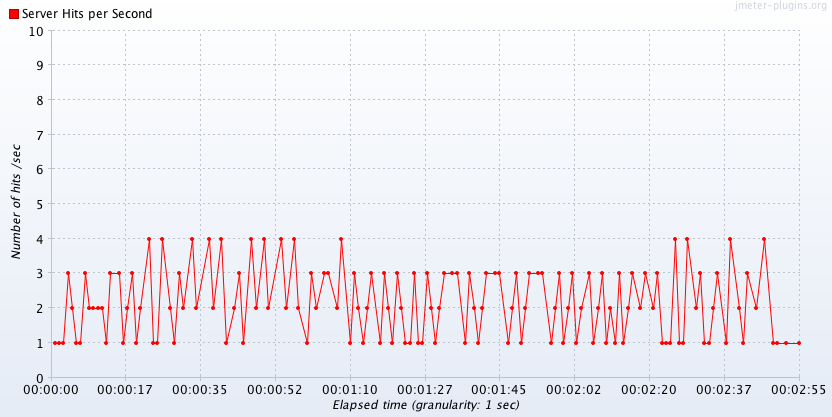 jmeter-plugins.org
Server Hits per Second
10
9
8
7
6
5
4
3
2
1
0
Number of hits /sec
00:00:00 00:00:17 00:00:35 00:00:52 00:01:10 00:01:27 00:01:45 00:02:02 00:02:20 00:02:37 00:02:55
Elapsed time (granularity: 1 sec)